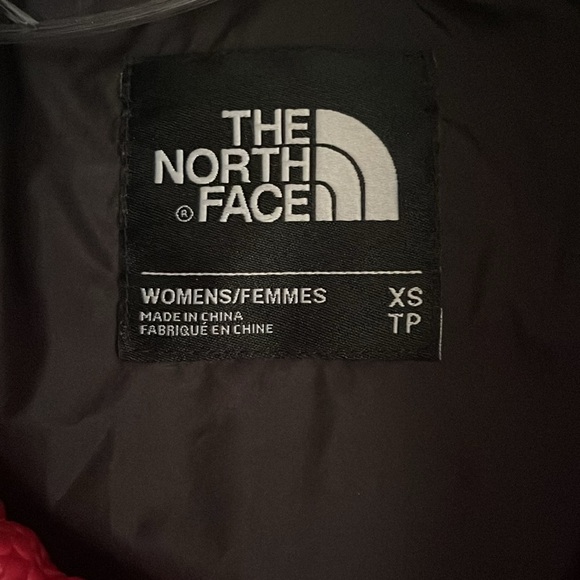 THE
NORTH
® FACE
WOMENS/FEMMES XS
MADE IN CHINA TP
FABRIQUÉ EN CHINE